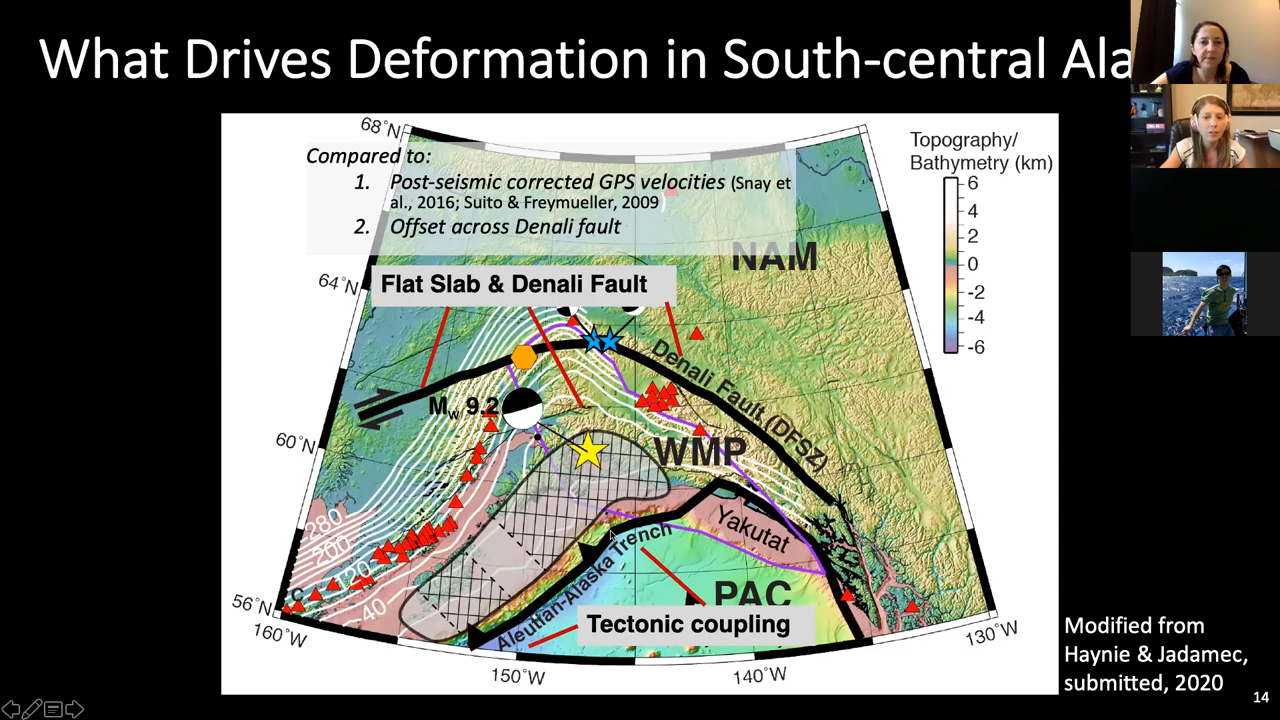 What Drives Deformation in South-central Ala
68°N
Compared to:
1. Post-seismic corrected GPS velocities (Snay et
al., 2016; Suito & Freymueller, 2009)
2. Offset across Denali fault
Topography/
Bathymetry (km)
6
4
2
0
-2
-4
-6
NAM
64°N
Flat Slab & Denali Fault
Denali Fault (DFSZ)
Mw 9.2
60°N
WMP
Yakutat
280
200
120
40
Aleutian-Alaska Trench
PAC
56°N
Tectonic coupling
160°W
150°W
140°W
130°W
Modified from
Haynie & Jadamec,
submitted, 2020
14